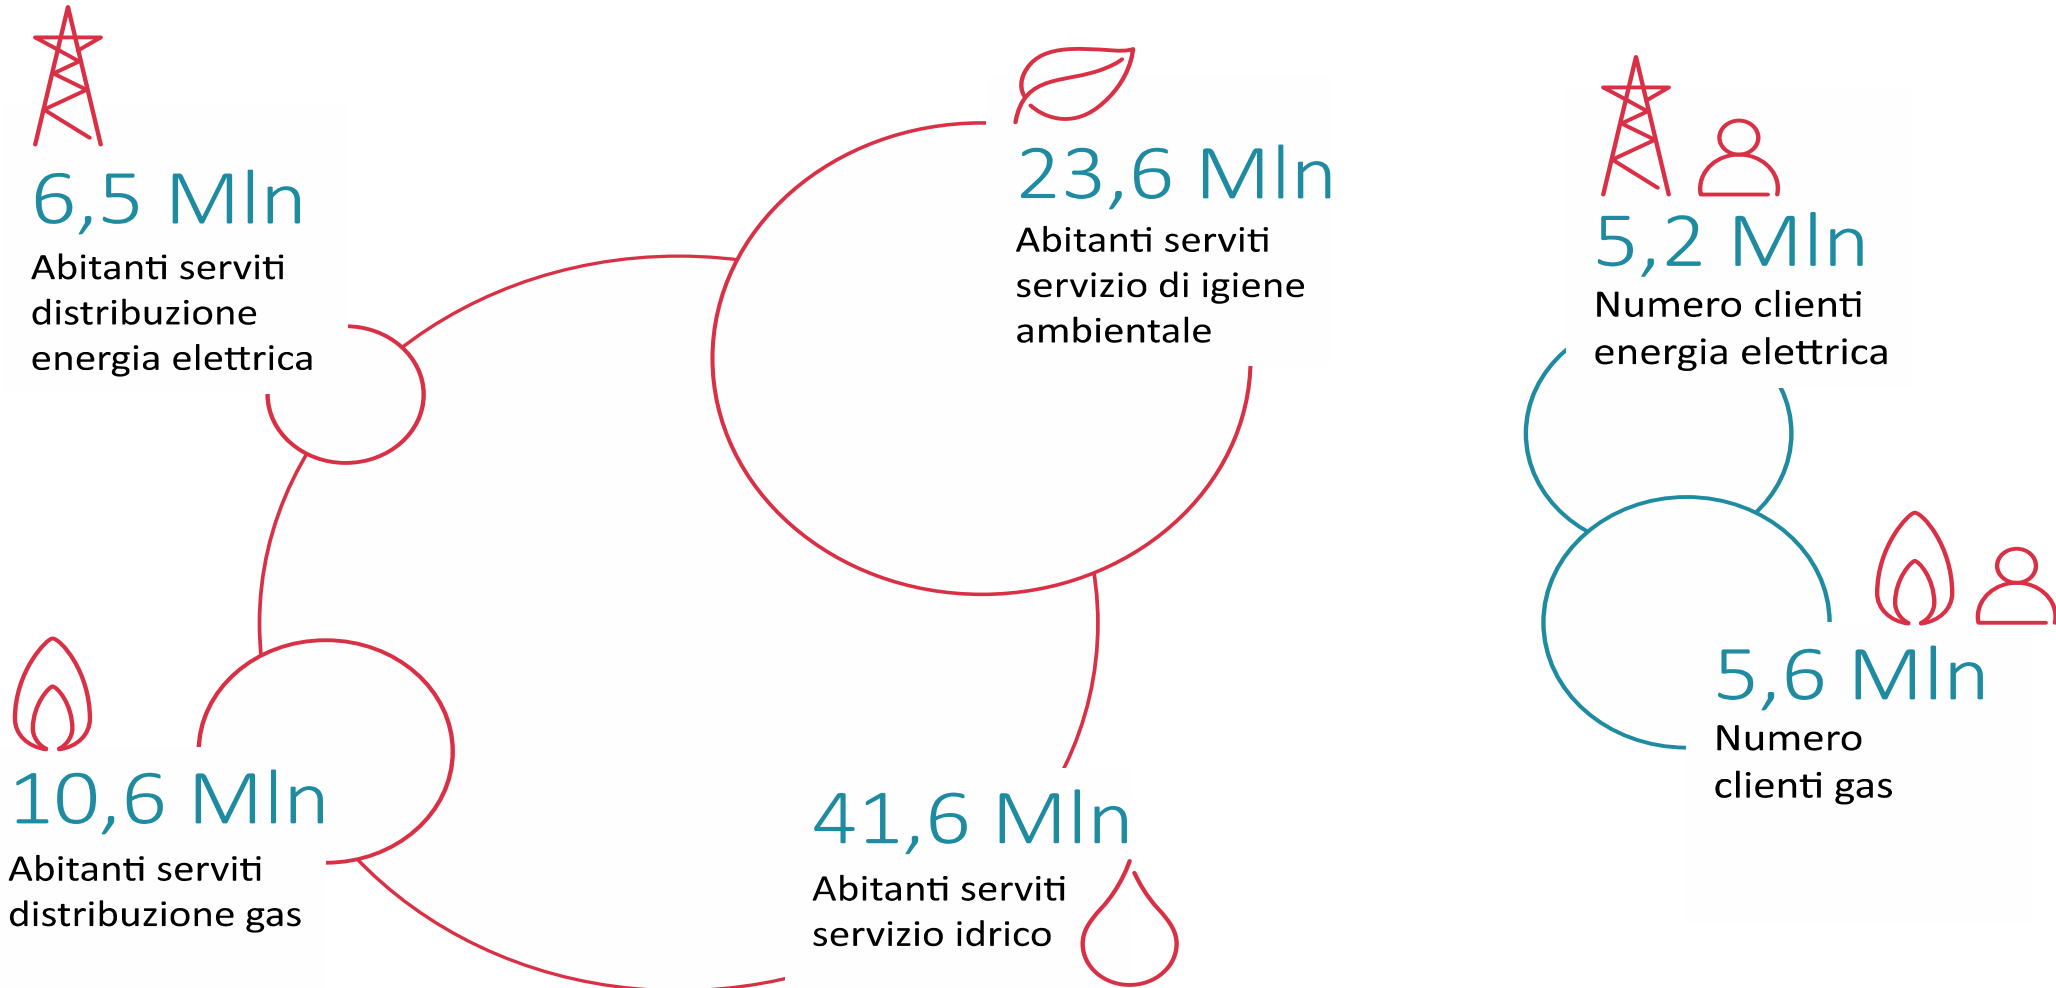 6,5 Mln
Abitanti serviti
distribuzione
energia elettrica
23,6 Mln
Abitanti serviti
servizio di igiene
ambientale
5,2 Mln
Numero clienti
energia elettrica
10,6 Mln
Abitanti serviti
distribuzione gas
41,6 Mln
Abitanti serviti
servizio idrico
5,6 Mln
Numero
clienti gas